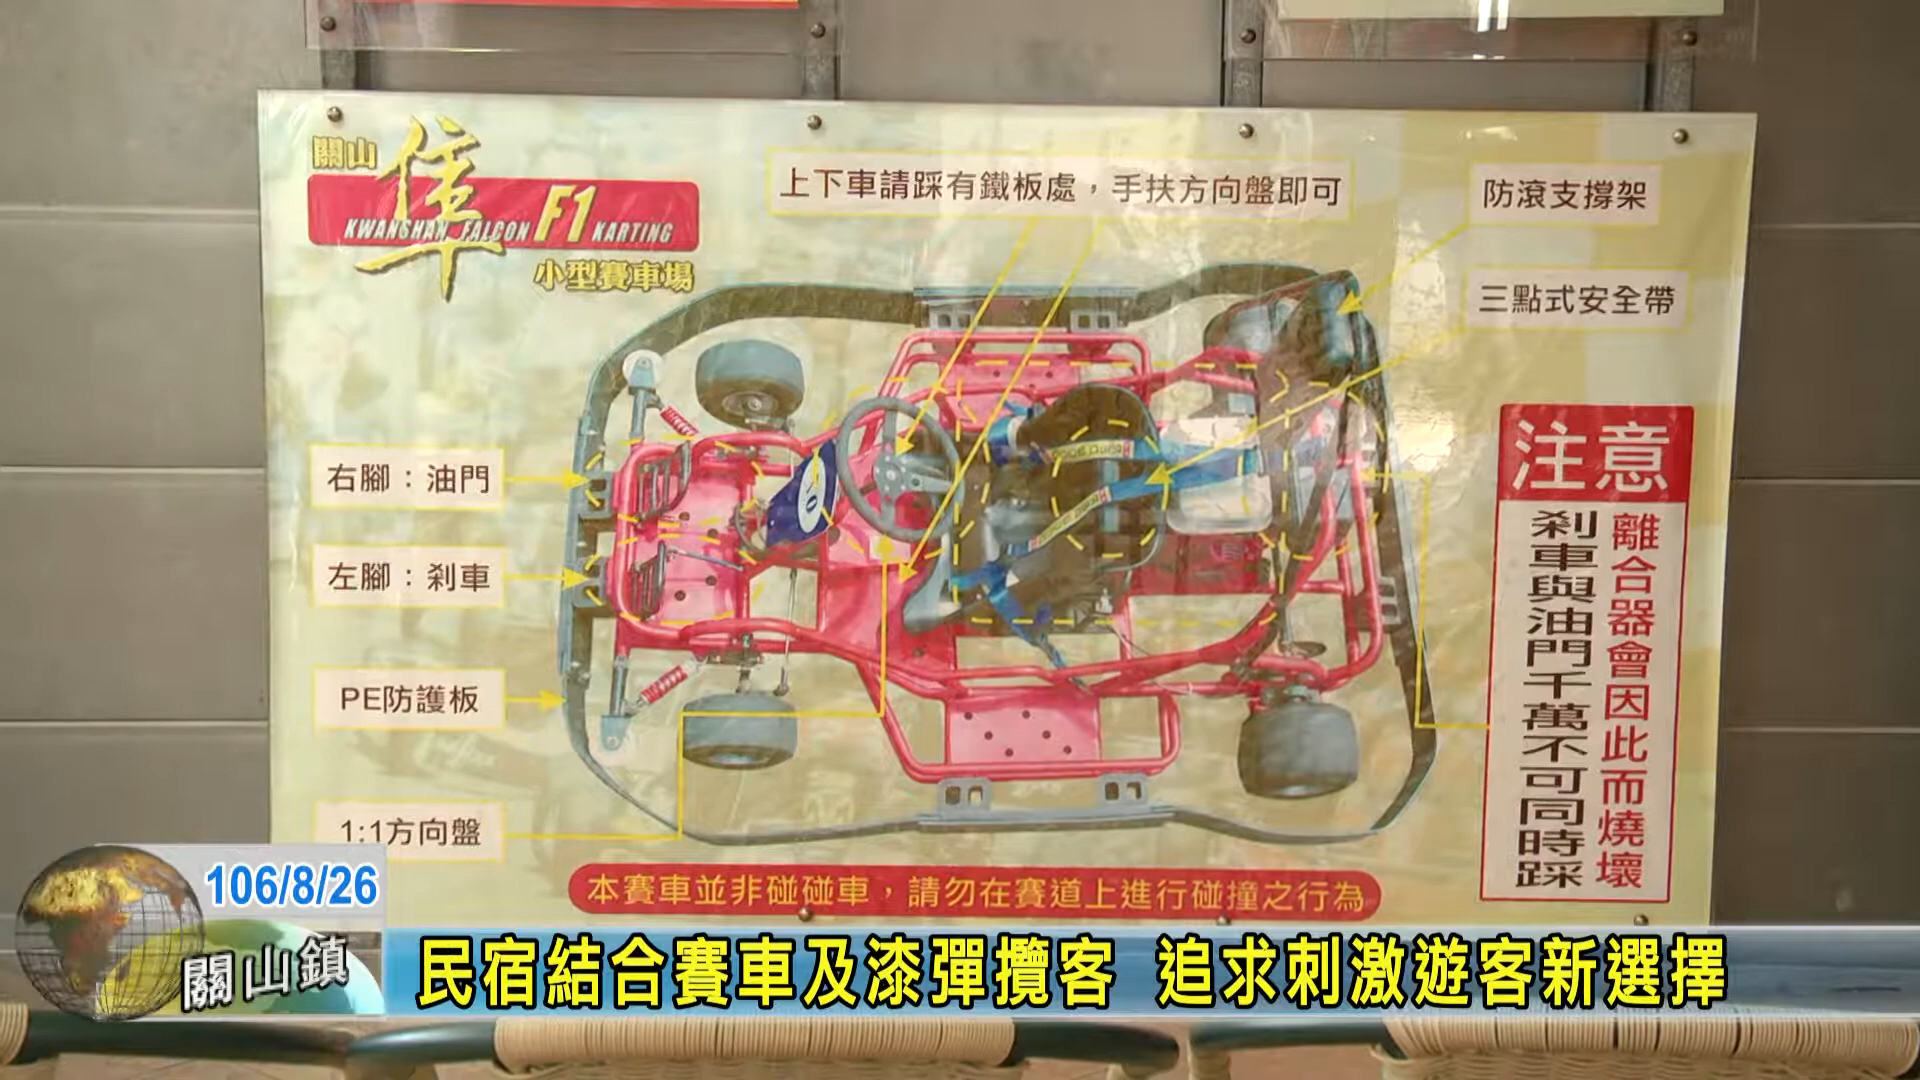 關山
隼
KWANSHAN FALCON F1 KARTING
小型賽車場
上下車請踩有鐵板處，手扶方向盤即可
防滾支撐架
三點式安全帶
右腳：油門
左腳：剎車
PE防護板
1:1方向盤
注意
離合器會因此而燒壞
剎車與油門千萬不可同時踩
本賽車並非碰碰車，請勿在賽道上進行碰撞之行為
106/8/26
關山鎮
民宿結合賽車及漆彈攬客 追求刺激遊客新選擇